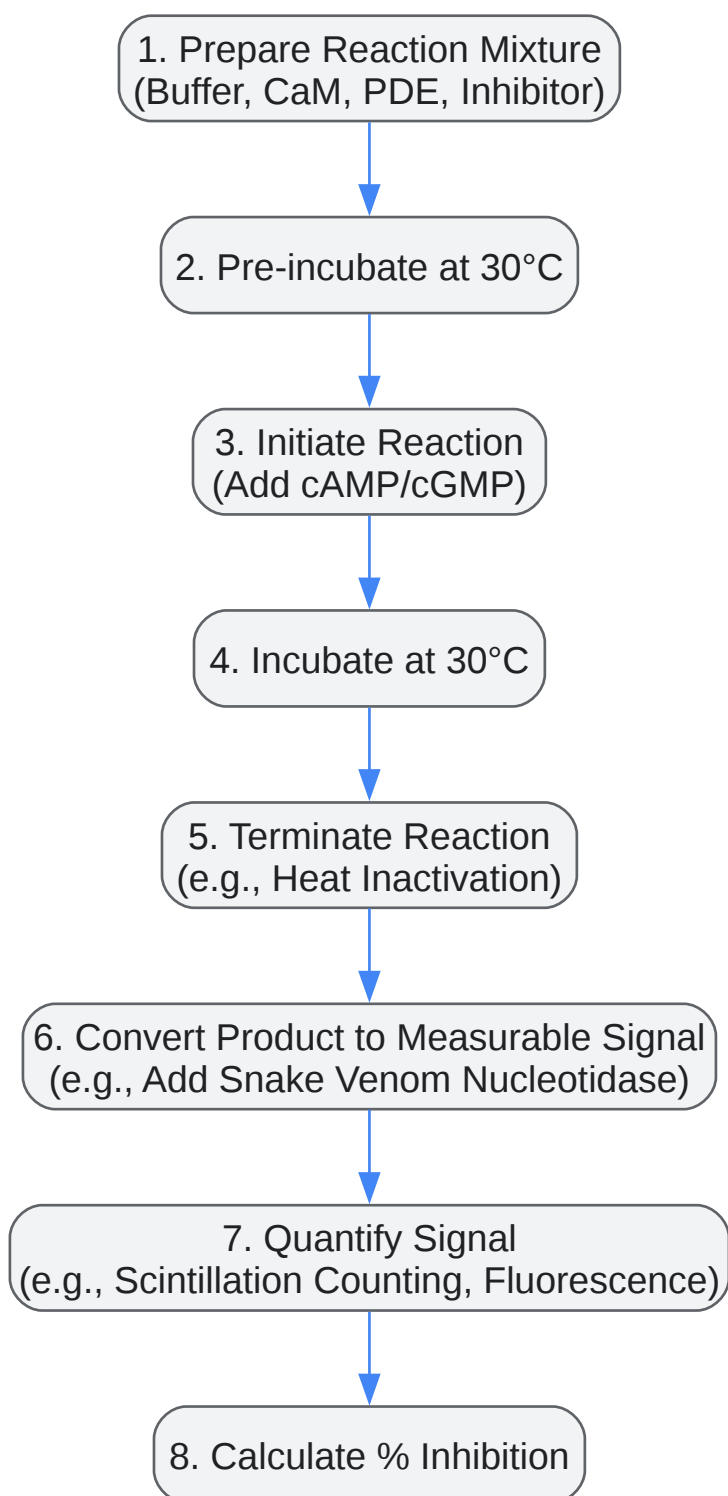 1. Prepare Reaction Mixture
(Buffer, CaM, PDE, Inhibitor)
2. Pre-incubate at 30°C
3. Initiate Reaction
(Add cAMP/cGMP)
4. Incubate at 30°C
5. Terminate Reaction
(e.g., Heat Inactivation)
6. Convert Product to Measurable Signal
(e.g., Add Snake Venom Nucleotidase)
7. Quantify Signal
(e.g., Scintillation Counting, Fluorescence)
8. Calculate % Inhibition